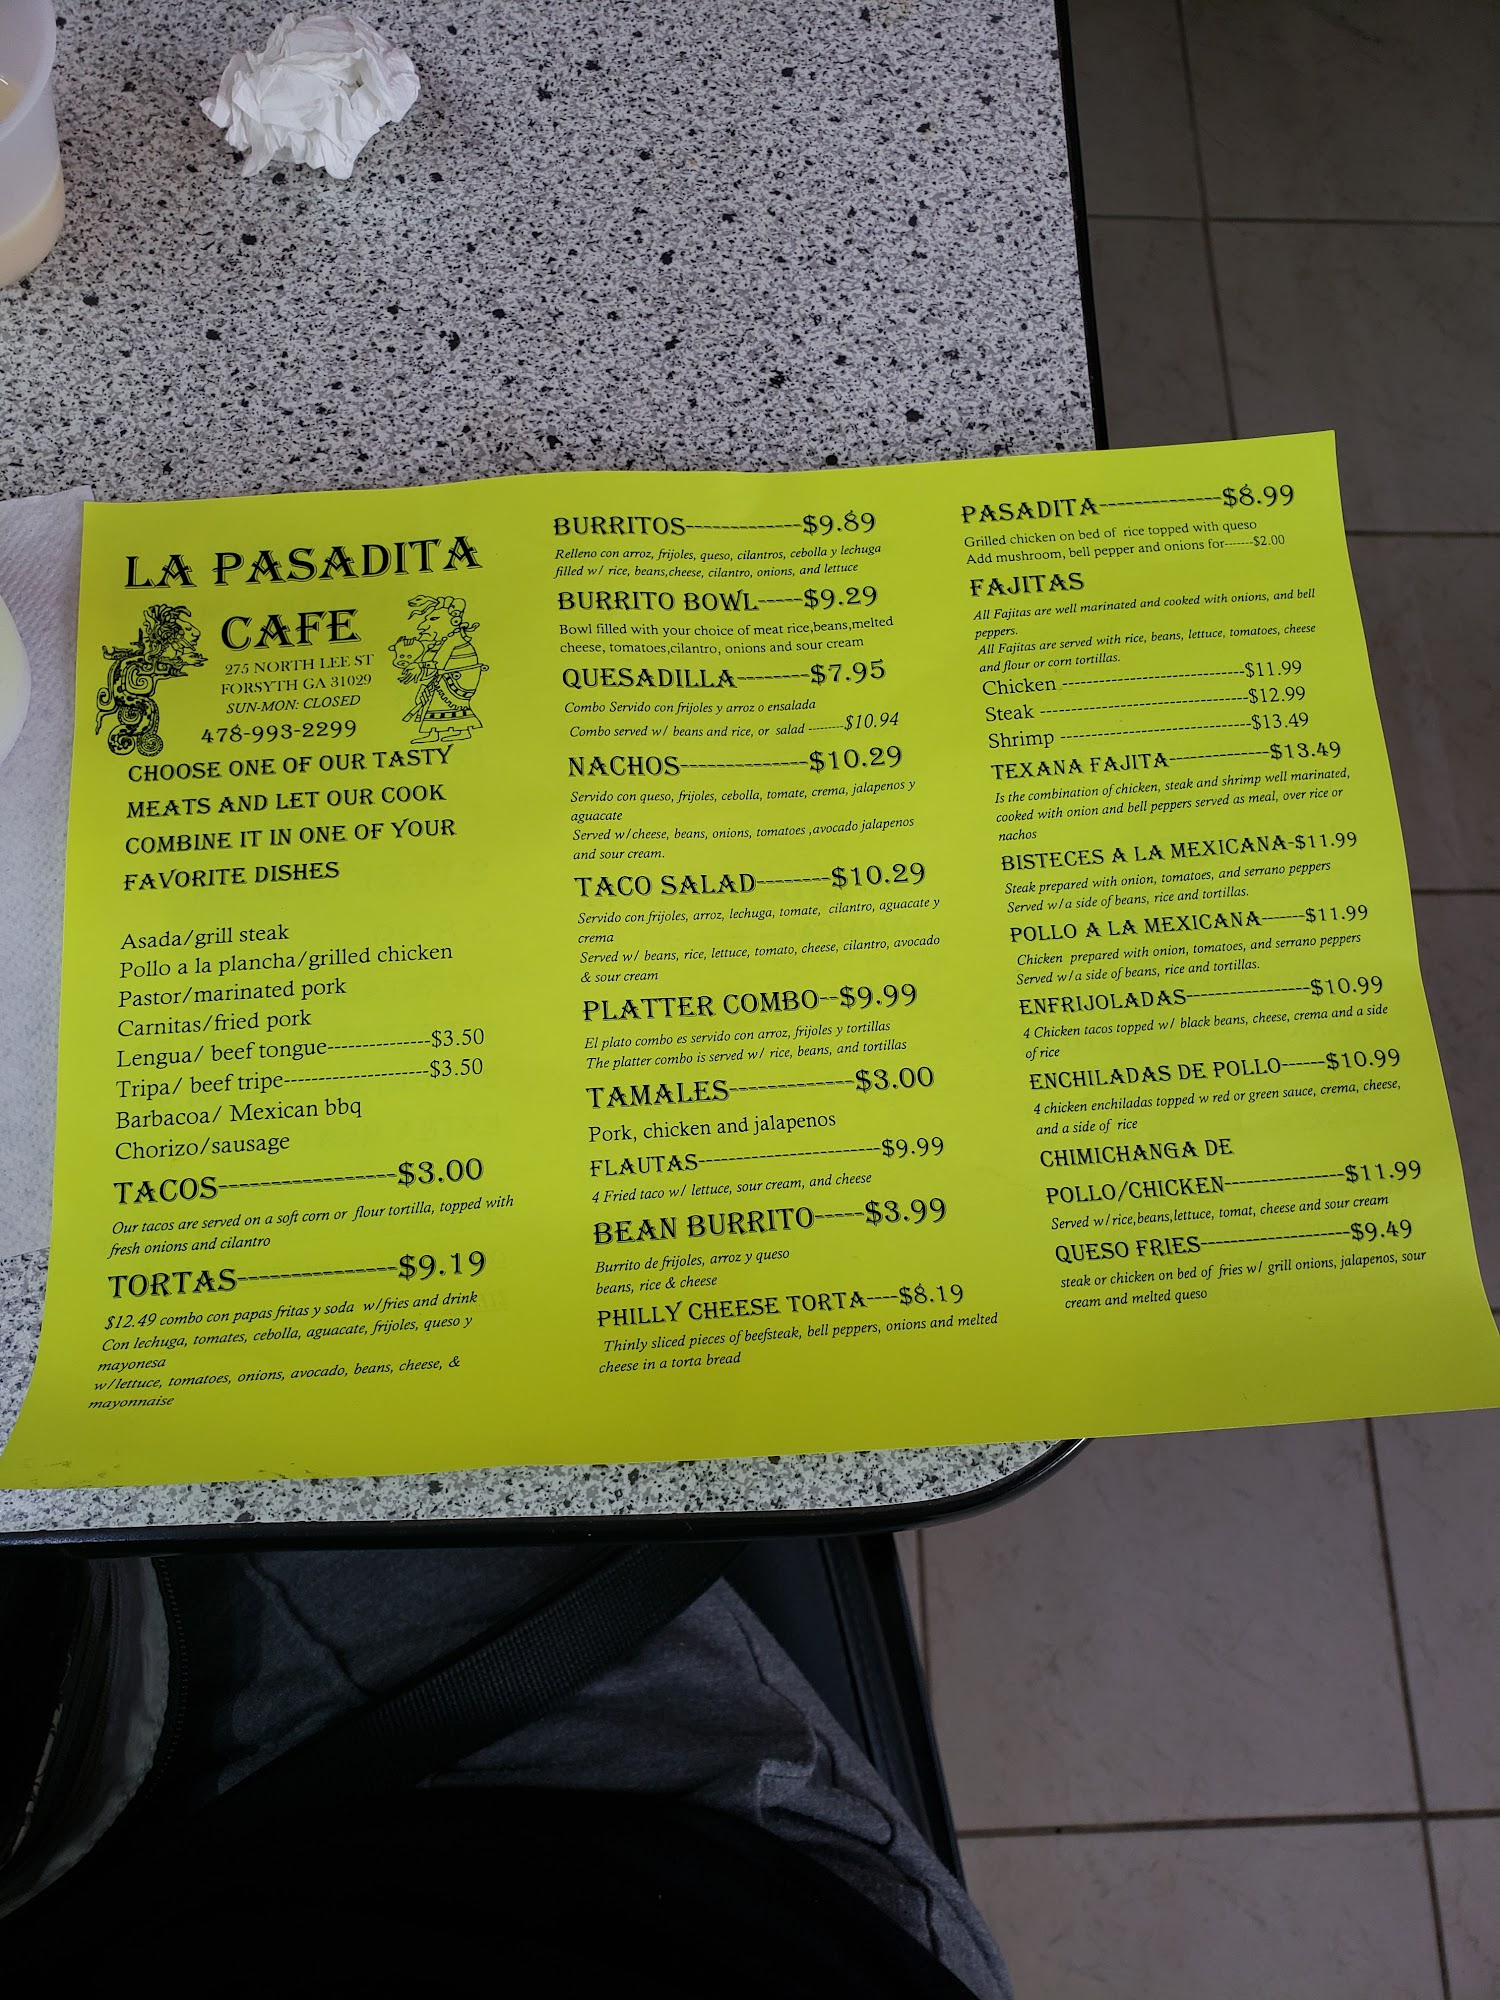 LA PASADITA
CAFE
275 NORTH LEE ST
FORSYTH GA 31029
SUN-MON: CLOSED
478-993-2299
CHOOSE ONE OF OUR TASTY
MEATS AND LET OUR COOK
COMBINE IT IN ONE OF YOUR
FAVORITE DISHES
Asada/grill steak
Pollo a la plancha/grilled chicken
Pastor/marinated pork
Carnitas/fried pork
Lengua/ beef tongue---------------$3.50
Tripa/ beef tripe---------------------$3.50
Barbacoa/ Mexican bbq
Chorizo/sausage
TACOS-----------------$3.00
Our tacos are served on a soft corn or flour tortilla, topped with
fresh onions and cilantro
TORTAS---------------$9.19
$12.49 combo con papas fritas y soda w/fries and drink
Con lechuga, tomates, cebolla, aguacate, frijoles, queso y
mayonesa
w/lettuce, tomatoes, onions, avocado, beans, cheese, &
mayonnaise
BURRITOS-------------$9.89
Relleno con arroz, frijoles, queso, cilantros, cebolla y lechuga
filled w/ rice, beans,cheese, cilantro, onions, and lettuce
BURRITO BOWL-----$9.29
Bowl filled with your choice of meat rice,beans,melted
cheese, tomatoes,cilantro, onions and sour cream
QUESADILLA--------$7.95
Combo Servido con frijoles y arroz o ensalada
Combo served w/ beans and rice, or salad ---------$10.94
NACHOS---------------$10.29
Servido con queso, frijoles, cebolla, tomate, crema, jalapenos y
aguacate
Served w/cheese, beans, onions, tomatoes ,avocado jalapenos
and sour cream.
TACO SALAD--------$10.29
Servido con frijoles, arroz, lechuga, tomate, cilantro, aguacate y
crema
Served w/ beans, rice, lettuce, tomato, cheese, cilantro, avocado
& sour cream
PLATTER COMBO--$9.99
El plato combo es servido con arroz, frijoles y tortillas
The platter combo is served w/ rice, beans, and tortillas
TAMALES-------------$3.00
Pork, chicken and jalapenos
FLAUTAS------------------------$9.99
4 Fried taco w/ lettuce, sour cream, and cheese
BEAN BURRITO-----$3.99
Burrito de frijoles, arroz y queso
beans, rice & cheese
PHILLY CHEESE TORTA----$8.19
Thinly sliced pieces of beefsteak, bell peppers, onions and melted
cheese in a torta bread
PASADITA--------------$8.99
Grilled chicken on bed of rice topped with queso
Add mushroom, bell pepper and onions for-------$2.00
FAJITAS
All Fajitas are well marinated and cooked with onions, and bell
peppers.
All Fajitas are served with rice, beans, lettuce, tomatoes, cheese
and flour or corn tortillas.
Chicken ------------------------------$11.99
Steak ----------------------------------$12.99
Shrimp -------------------------------$13.49
TEXANA FAJITA--------------$13.49
Is the combination of chicken, steak and shrimp well marinated,
cooked with onion and bell peppers served as meal, over rice or
nachos
BISTECES A LA MEXICANA-$11.99
Steak prepared with onion, tomatoes, and serrano peppers
Served w/a side of beans, rice and tortillas.
POLLO A LA MEXICANA------$11.99
Chicken prepared with onion, tomatoes, and serrano peppers
Served w/a side of beans, rice and tortillas.
ENFRIJOLADAS-----------------$10.99
4 Chicken tacos topped w/ black beans, cheese, crema and a side
of rice
ENCHILADAS DE POLLO------$10.99
4 chicken enchiladas topped w red or green sauce, crema, cheese,
and a side of rice
CHIMICHANGA DE
POLLO/CHICKEN----------------$11.99
Served w/rice,beans,lettuce, tomat, cheese and sour cream
QUESO FRIES--------------------$9.49
steak or chicken on bed of fries w/ grill onions, jalapenos, sour
cream and melted queso